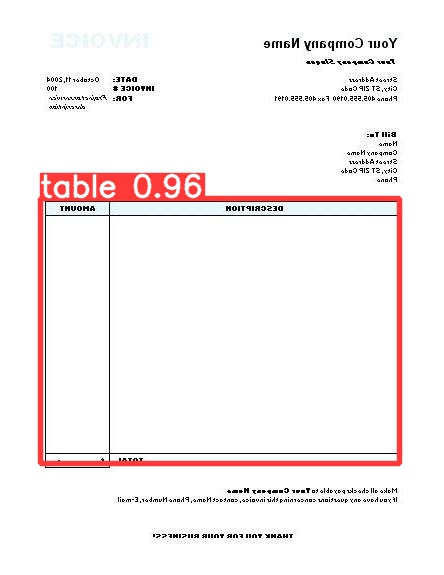 Your Company Name INVOICE
Your Company Slogan
Street Address DATE: October 11, 2004
City, ST ZIP Code INVOICE # 100
Phone 405.555.0190 Fax 405.555.0191 FOR: Project or service
description
Bill To:
Name
Company Name
Street Address
City, ST ZIP Code
Phone
table 0.96
DESCRIPTION AMOUNT
TOTAL $ -
Make all checks payable to Your Company Name
If you have any questions concerning this invoice, contact Name, Phone Number, E-mail
THANK YOU FOR YOUR BUSINESS!